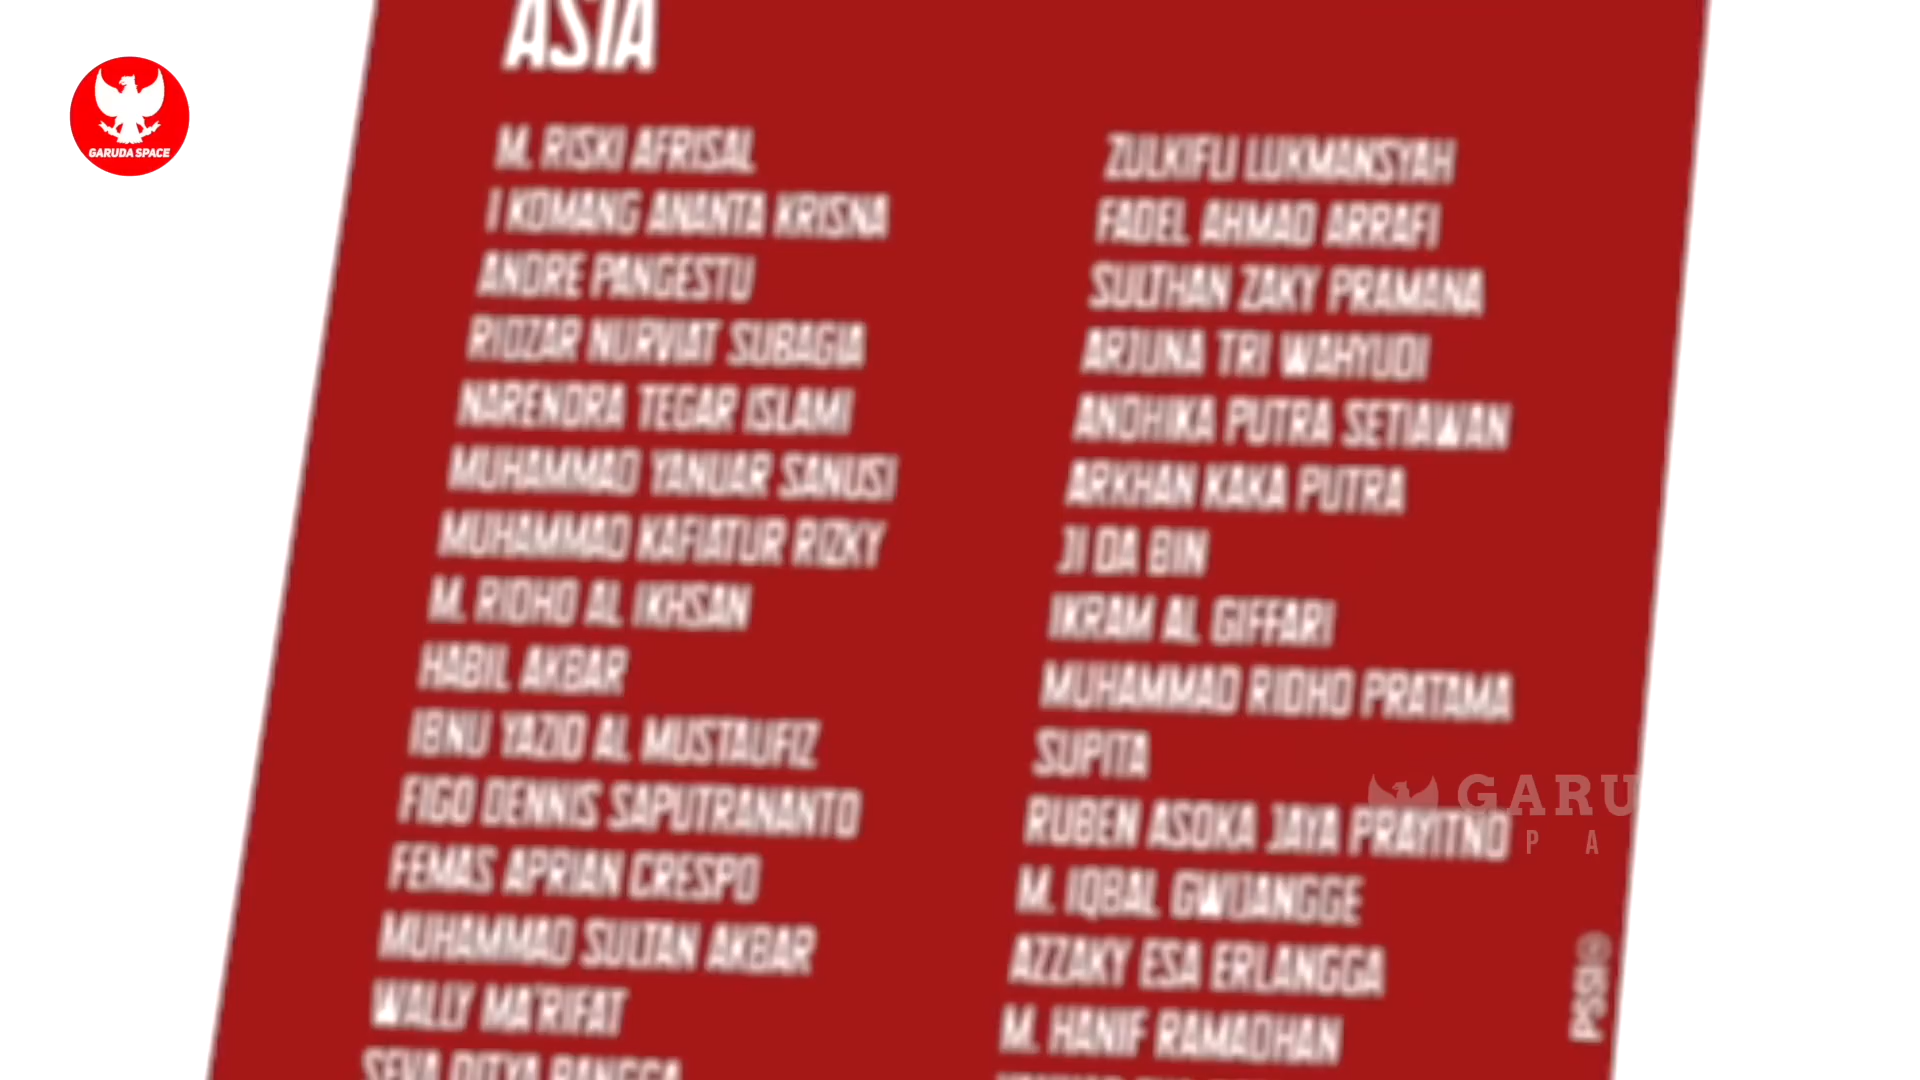 ASIA
GARUDA SPACE
M. RISKI AFRISAL
I KOMANG ANANTA KRISNA
ANDRE PANGESTU
RIDZAR NURVIAT SUBAGIA
NARENDRA TEGAR ISLAMI
MUHAMMAD YANUAR SANUSI
MUHAMMAD KAFIATUR RIZKY
M. RIDHO AL IKHSAN
HABIL AKBAR
IBNU YAZID AL MUSTAUFIZ
FIGO DENNIS SAPUTRANANTO
FEMAS APRIAN CRESPO
MUHAMMAD SULTAN AKBAR
WALLY MA'RIFAT
ZULKIFLI LUKMANSYAH
FADEL AHMAD ARRAFI
SULTHAN ZAKY PRAMANA
ARJUNA TRI WAHYUDI
ANDHIKA PUTRA SETIAWAN
ARKHAN KAKA PUTRA
JI DA BIN
IKRAM AL GIFFARI
MUHAMMAD RIDHO PRATAMA
SUPITA
RUBEN ASOKA JAYA PRAYITNO
M. IQBAL GWIJANGGE
AZZAKY ESA ERLANGGA
M. HANIF RAMADHAN
GARU
P A
PSSI